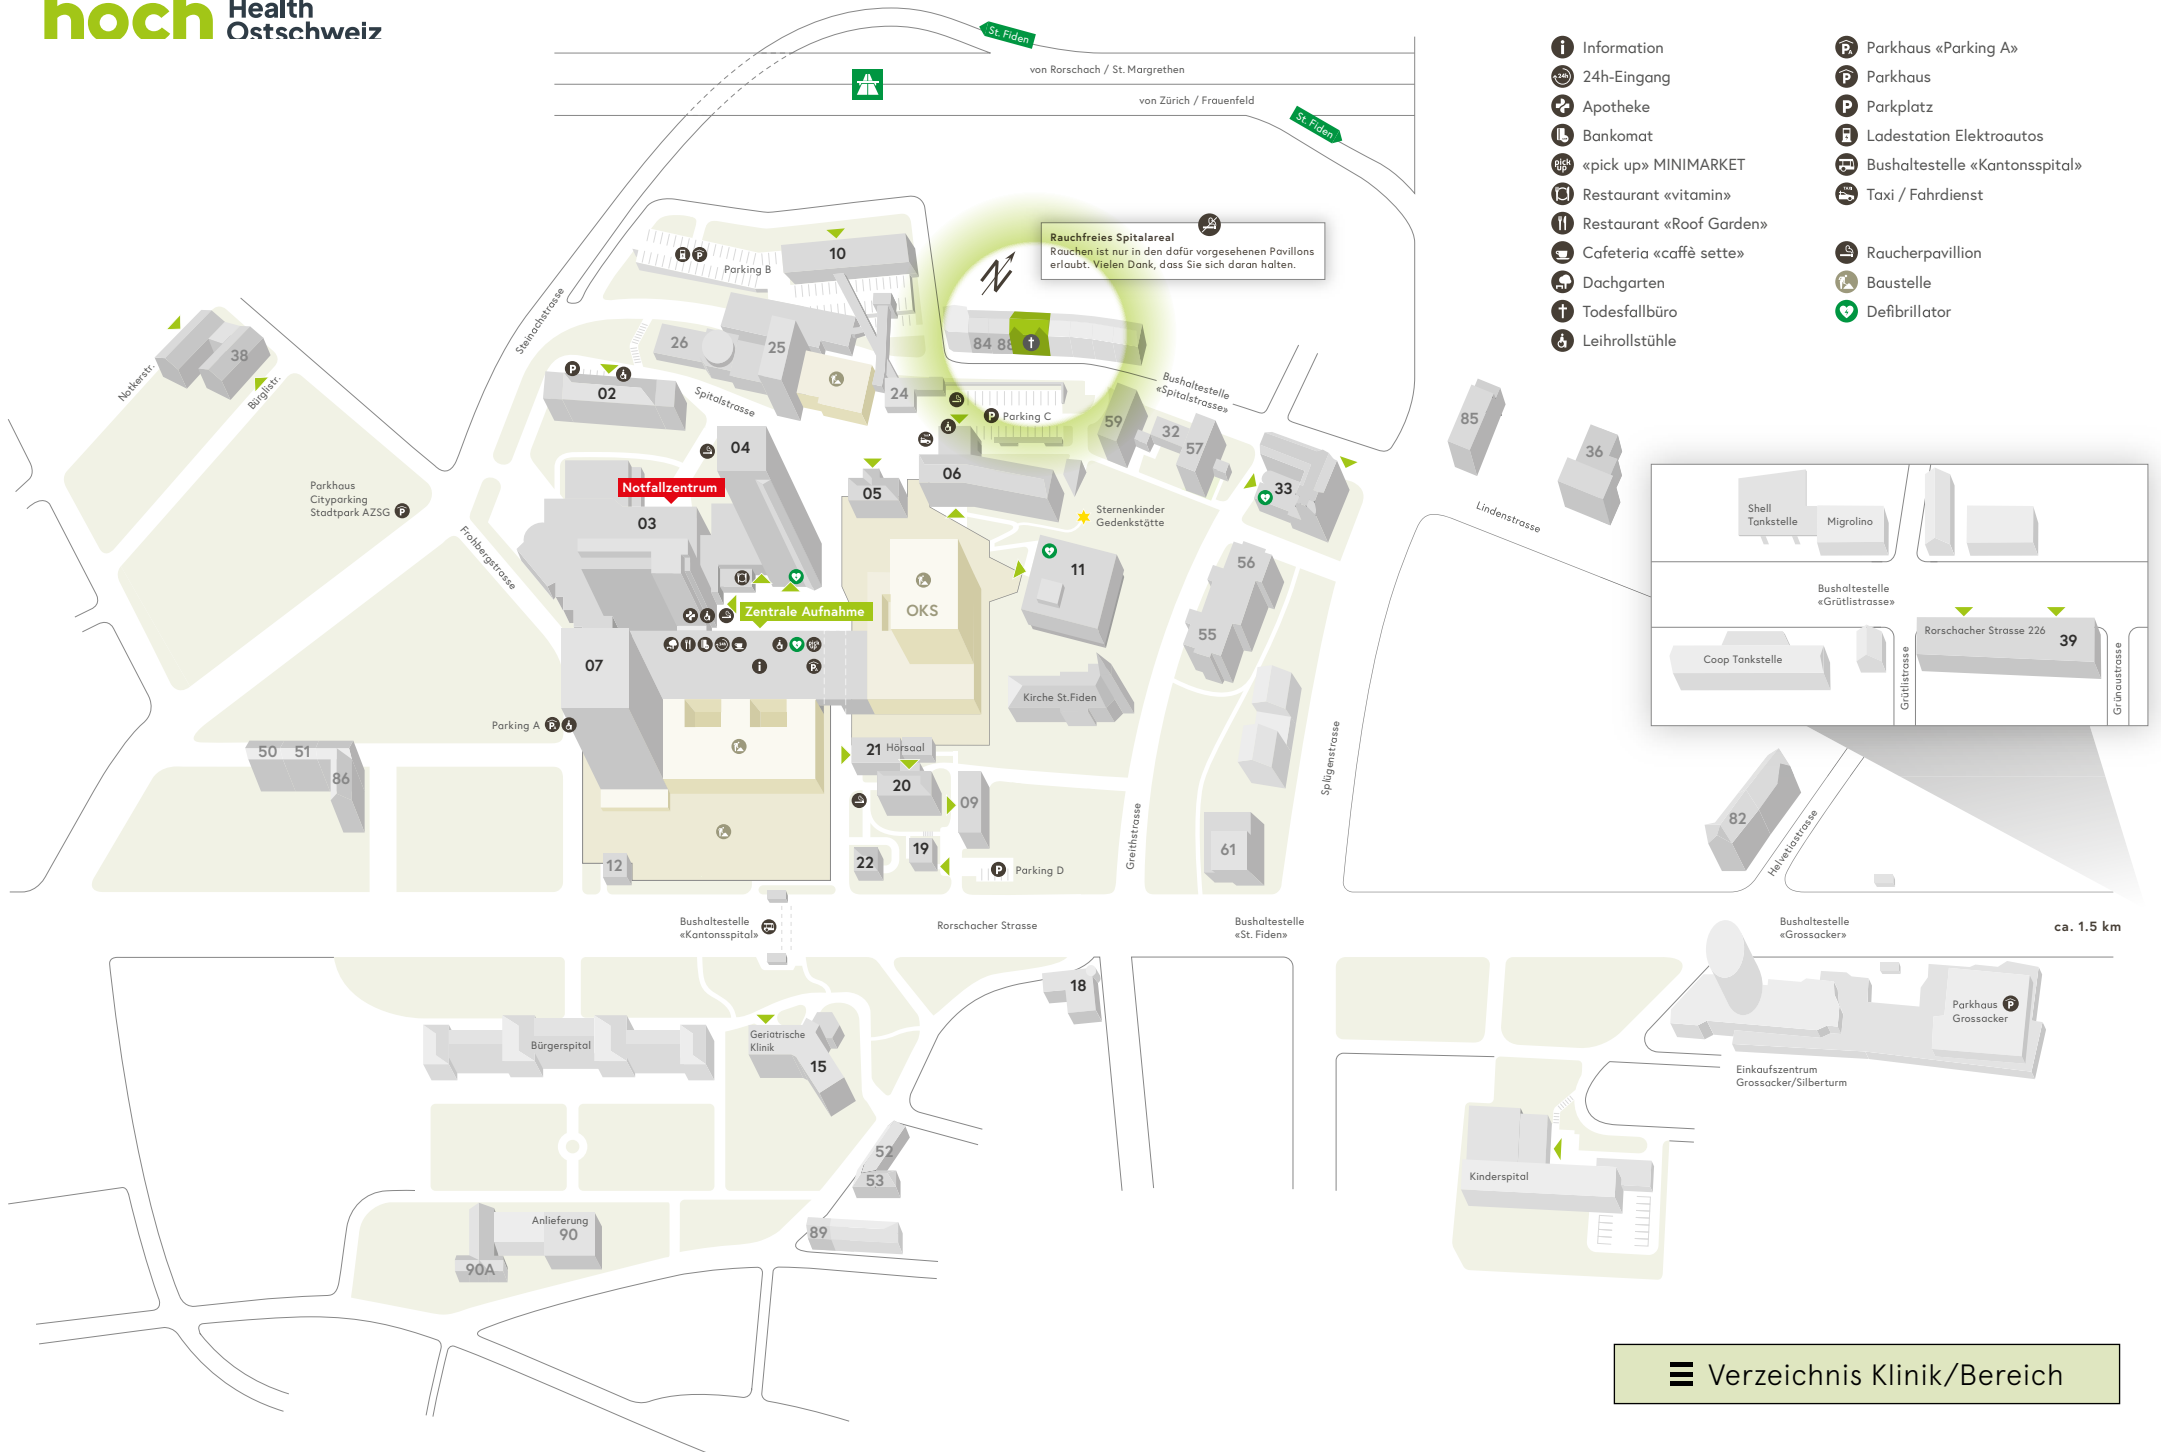 hoch Health
Ostschweiz
St. Fiden
von Rorschach / St. Margrethen
von Zürich / Frauenfeld
St. Fiden
Information
24h-Eingang
Apotheke
Bankomat
«pick up» MINIMARKET
Restaurant «vitamin»
Restaurant «Roof Garden»
Cafeteria «caffè sette»
Dachgarten
Todesfallbüro
Leihrollstühle
Parkhaus «Parking A»
Parkhaus
Parkplatz
Ladestation Elektroautos
Bushaltestelle «Kantonsspital»
Taxi / Fahrdienst
Raucherpavillion
Baustelle
Defibrillator
Rauchfreies Spitalareal
Rauchen ist nur in den dafür vorgesehenen Pavillons
erlaubt. Vielen Dank, dass Sie sich daran halten.
N
10
Parking B
Steinachstrasse
26
25
84 88
38
Notkerstr.
Bürglistr.
02
Spitalstrasse
24
Parking C
Bushaltestelle
«Spitalstrasse»
59
32
57
85
36
04
06
05
33
Notfallzentrum
03
Parkhaus
Cityparking
Stadtpark AZSG
Frohbergstrasse
Sternenkinder
Gedenkstätte
Lindenstrasse
11
56
55
OKS
Zentrale Aufnahme
07
Kirche St.Fiden
Parking A
50 51
86
21 Hörsaal
20
09
19
22
12
Parking D
61
Greithstrasse
Splügenstrasse
82
Helvetiastrasse
Shell
Tankstelle
Migrolino
Bushaltestelle
«Grütlistrasse»
Rorschacher Strasse 226
39
Coop Tankstelle
Grütlistrasse
Grünaustrasse
Bushaltestelle
«Kantonsspital»
Rorschacher Strasse
Bushaltestelle
«St. Fiden»
Bushaltestelle
«Grossacker»
ca. 1.5 km
18
Bürgerspital
Geriatrische
Klinik
15
Parkhaus
Grossacker
Einkaufszentrum
Grossacker/Silberturm
52
53
89
Kinderspital
Anlieferung
90
90A
Verzeichnis Klinik/Bereich